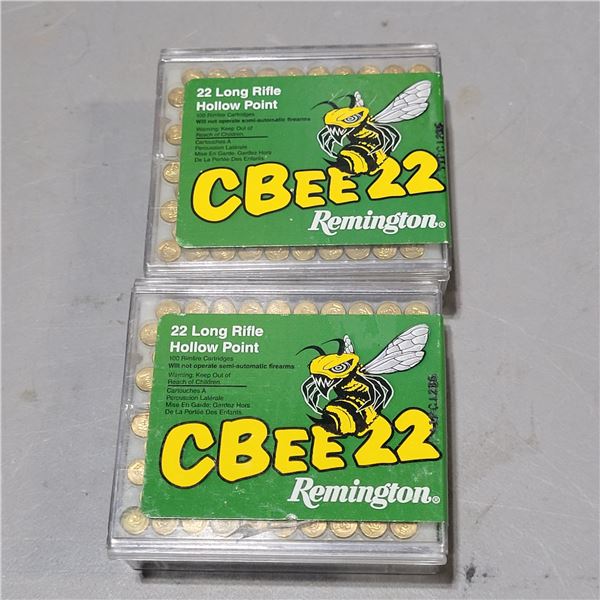 22 Long Rifle
Hollow Point
100 Rimfire Cartridges
Will not operate semi-automatic firearms
Warning: Keep Out of
Reach of Children.
Cartouches A
Percussion Latérale
Mise En Garde: Gardez Hors
De La Portée Des Enfants.
CBEE 22
Remington®
22 Long Rifle
Hollow Point
100 Rimfire Cartridges
Will not operate semi-automatic firearms
Warning: Keep Out of
Reach of Children.
Cartouches A
Percussion Latérale
Mise En Garde: Gardez Hors
De La Portée Des Enfants.
CBEE 22
Remington®